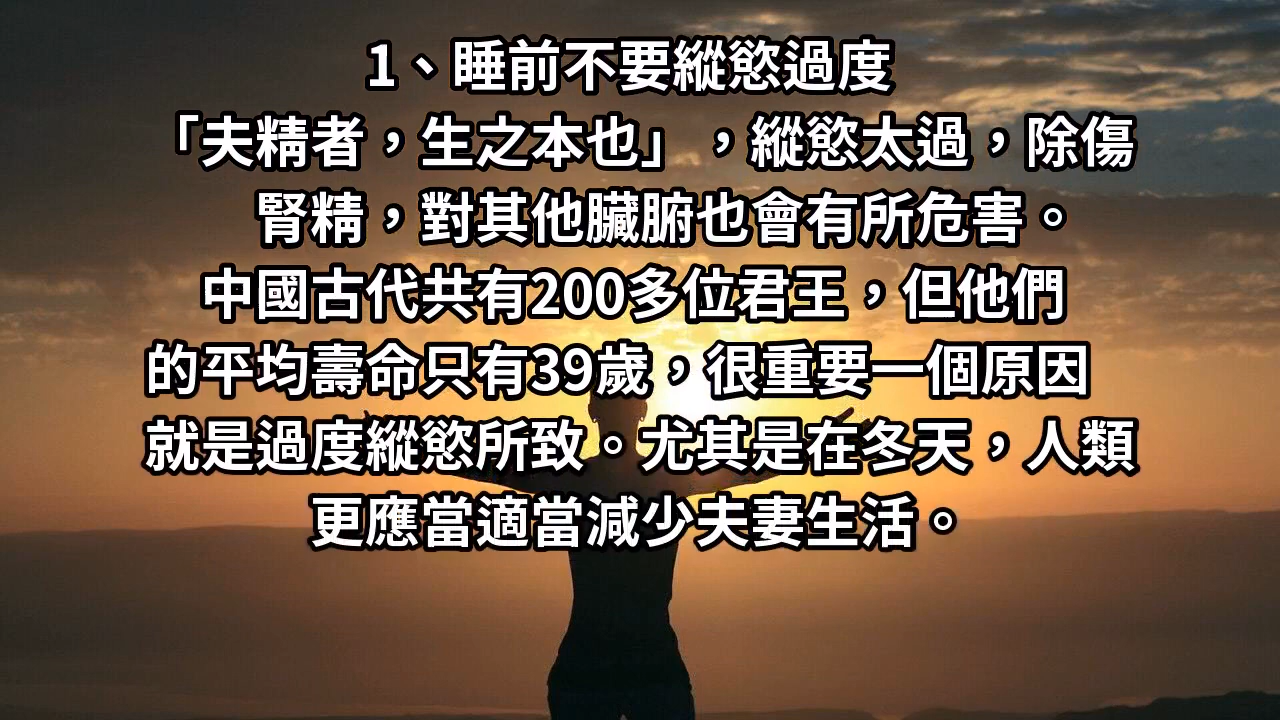 1、睡前不要縱慾過度
「夫精者，生之本也」，縱慾太過，除傷
腎精，對其他臟腑也會有所危害。
中國古代共有200多位君王，但他們
的平均壽命只有39歲，很重要一個原因
就是過度縱慾所致。尤其是在冬天，人類
更應當適當減少夫妻生活。